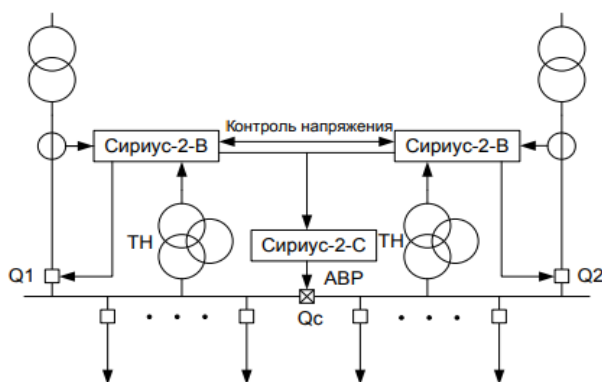 Контроль напряжения
Сириус-2-В
Сириус-2-В
ТН
Сириус-2-С
ТН
Q1
АВР
Q2
Qc